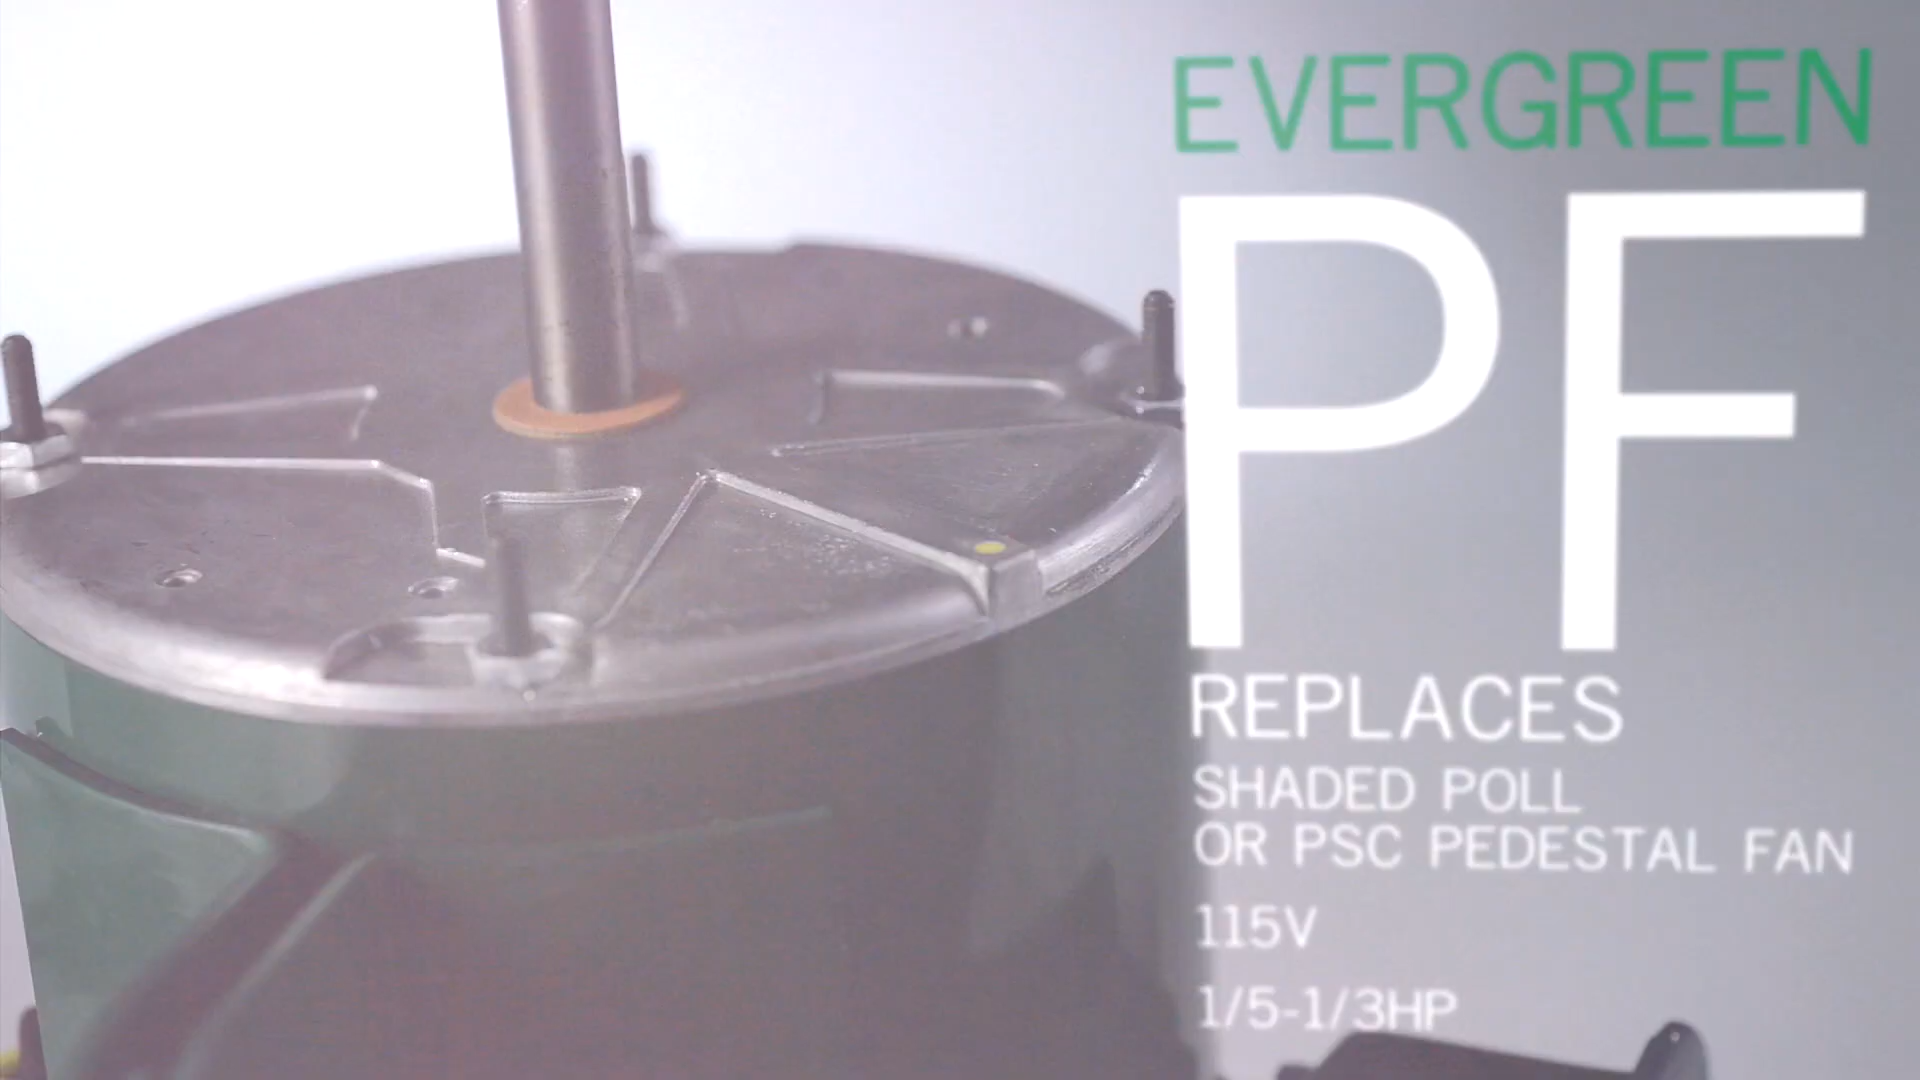 EVERGREEN
PF
REPLACES
SHADED POLL
OR PSC PEDESTAL FAN
115V
1/5-1/3HP